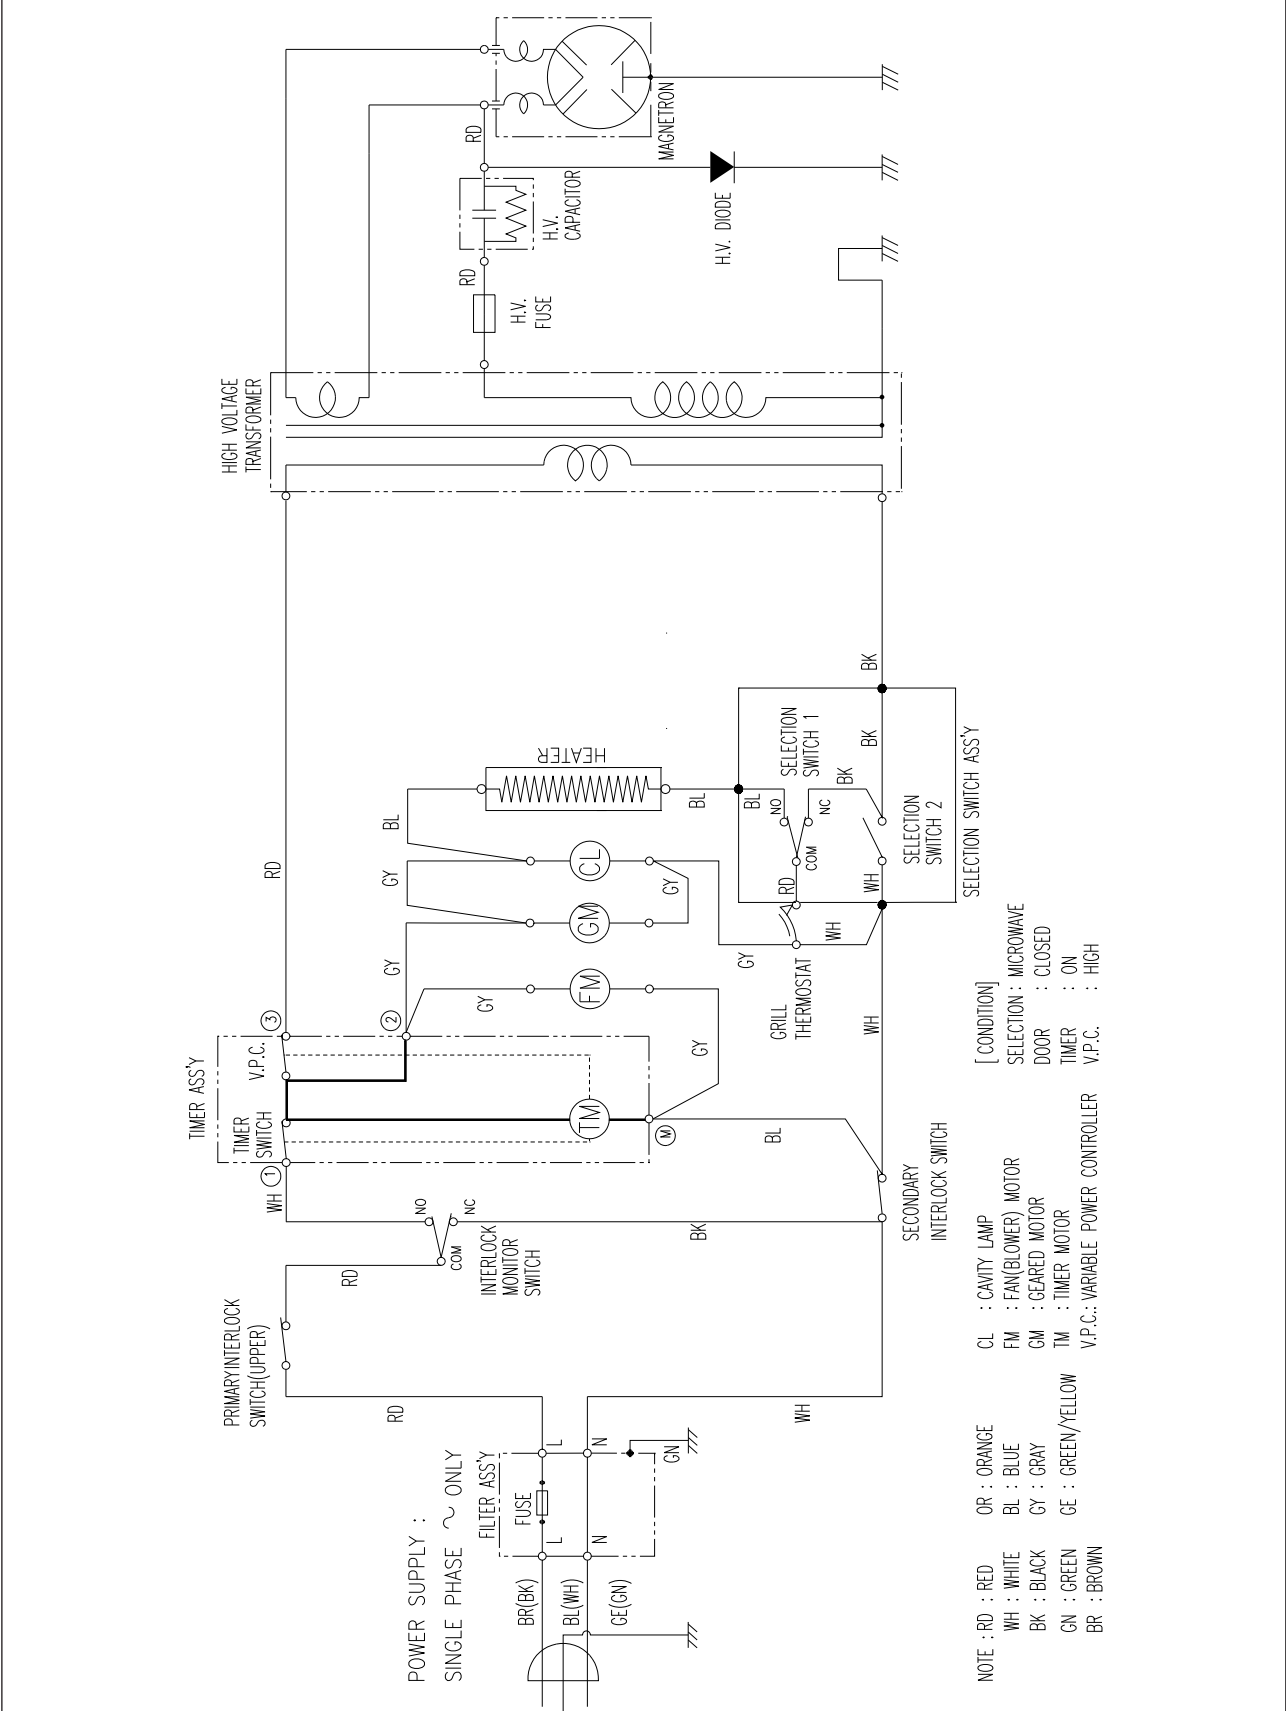 POWER SUPPLY :
SINGLE PHASE ~ ONLY
BR(BK)
BL(WH)
GE(GN)
FILTER ASS'Y
FUSE
L
N
L
N
GN
RD
WH
PRIMARYINTERLOCK
SWITCH(UPPER)
RD
COM
NO
NC
INTERLOCK
MONITOR
SWITCH
WH
BK
SECONDARY
INTERLOCK SWITCH
TIMER ASS'Y
TIMER
SWITCH
V.P.C.
1
2
3
M
TM
BL
GY
GY
GY
FM
GM
CL
GY
BL
GY
GY
HEATER
BL
RD
GRILL
THERMOSTAT
WH
WH
RD
COM
NO
NC
BL
SELECTION
SWITCH 1
BK
WH
BK
SELECTION
SWITCH 2
SELECTION SWITCH ASS'Y
BK
HIGH VOLTAGE
TRANSFORMER
H.V.
FUSE
RD
H.V.
CAPACITOR
RD
H.V. DIODE
MAGNETRON
[CONDITION]
SELECTION : MICROWAVE
DOOR : CLOSED
TIMER : ON
V.P.C. : HIGH
NOTE : RD : RED
WH : WHITE
BK : BLACK
GN : GREEN
BR : BROWN
OR : ORANGE
BL : BLUE
GY : GRAY
GE : GREEN/YELLOW
CL : CAVITY LAMP
FM : FAN(BLOWER) MOTOR
GM : GEARED MOTOR
TM : TIMER MOTOR
V.P.C.: VARIABLE POWER CONTROLLER